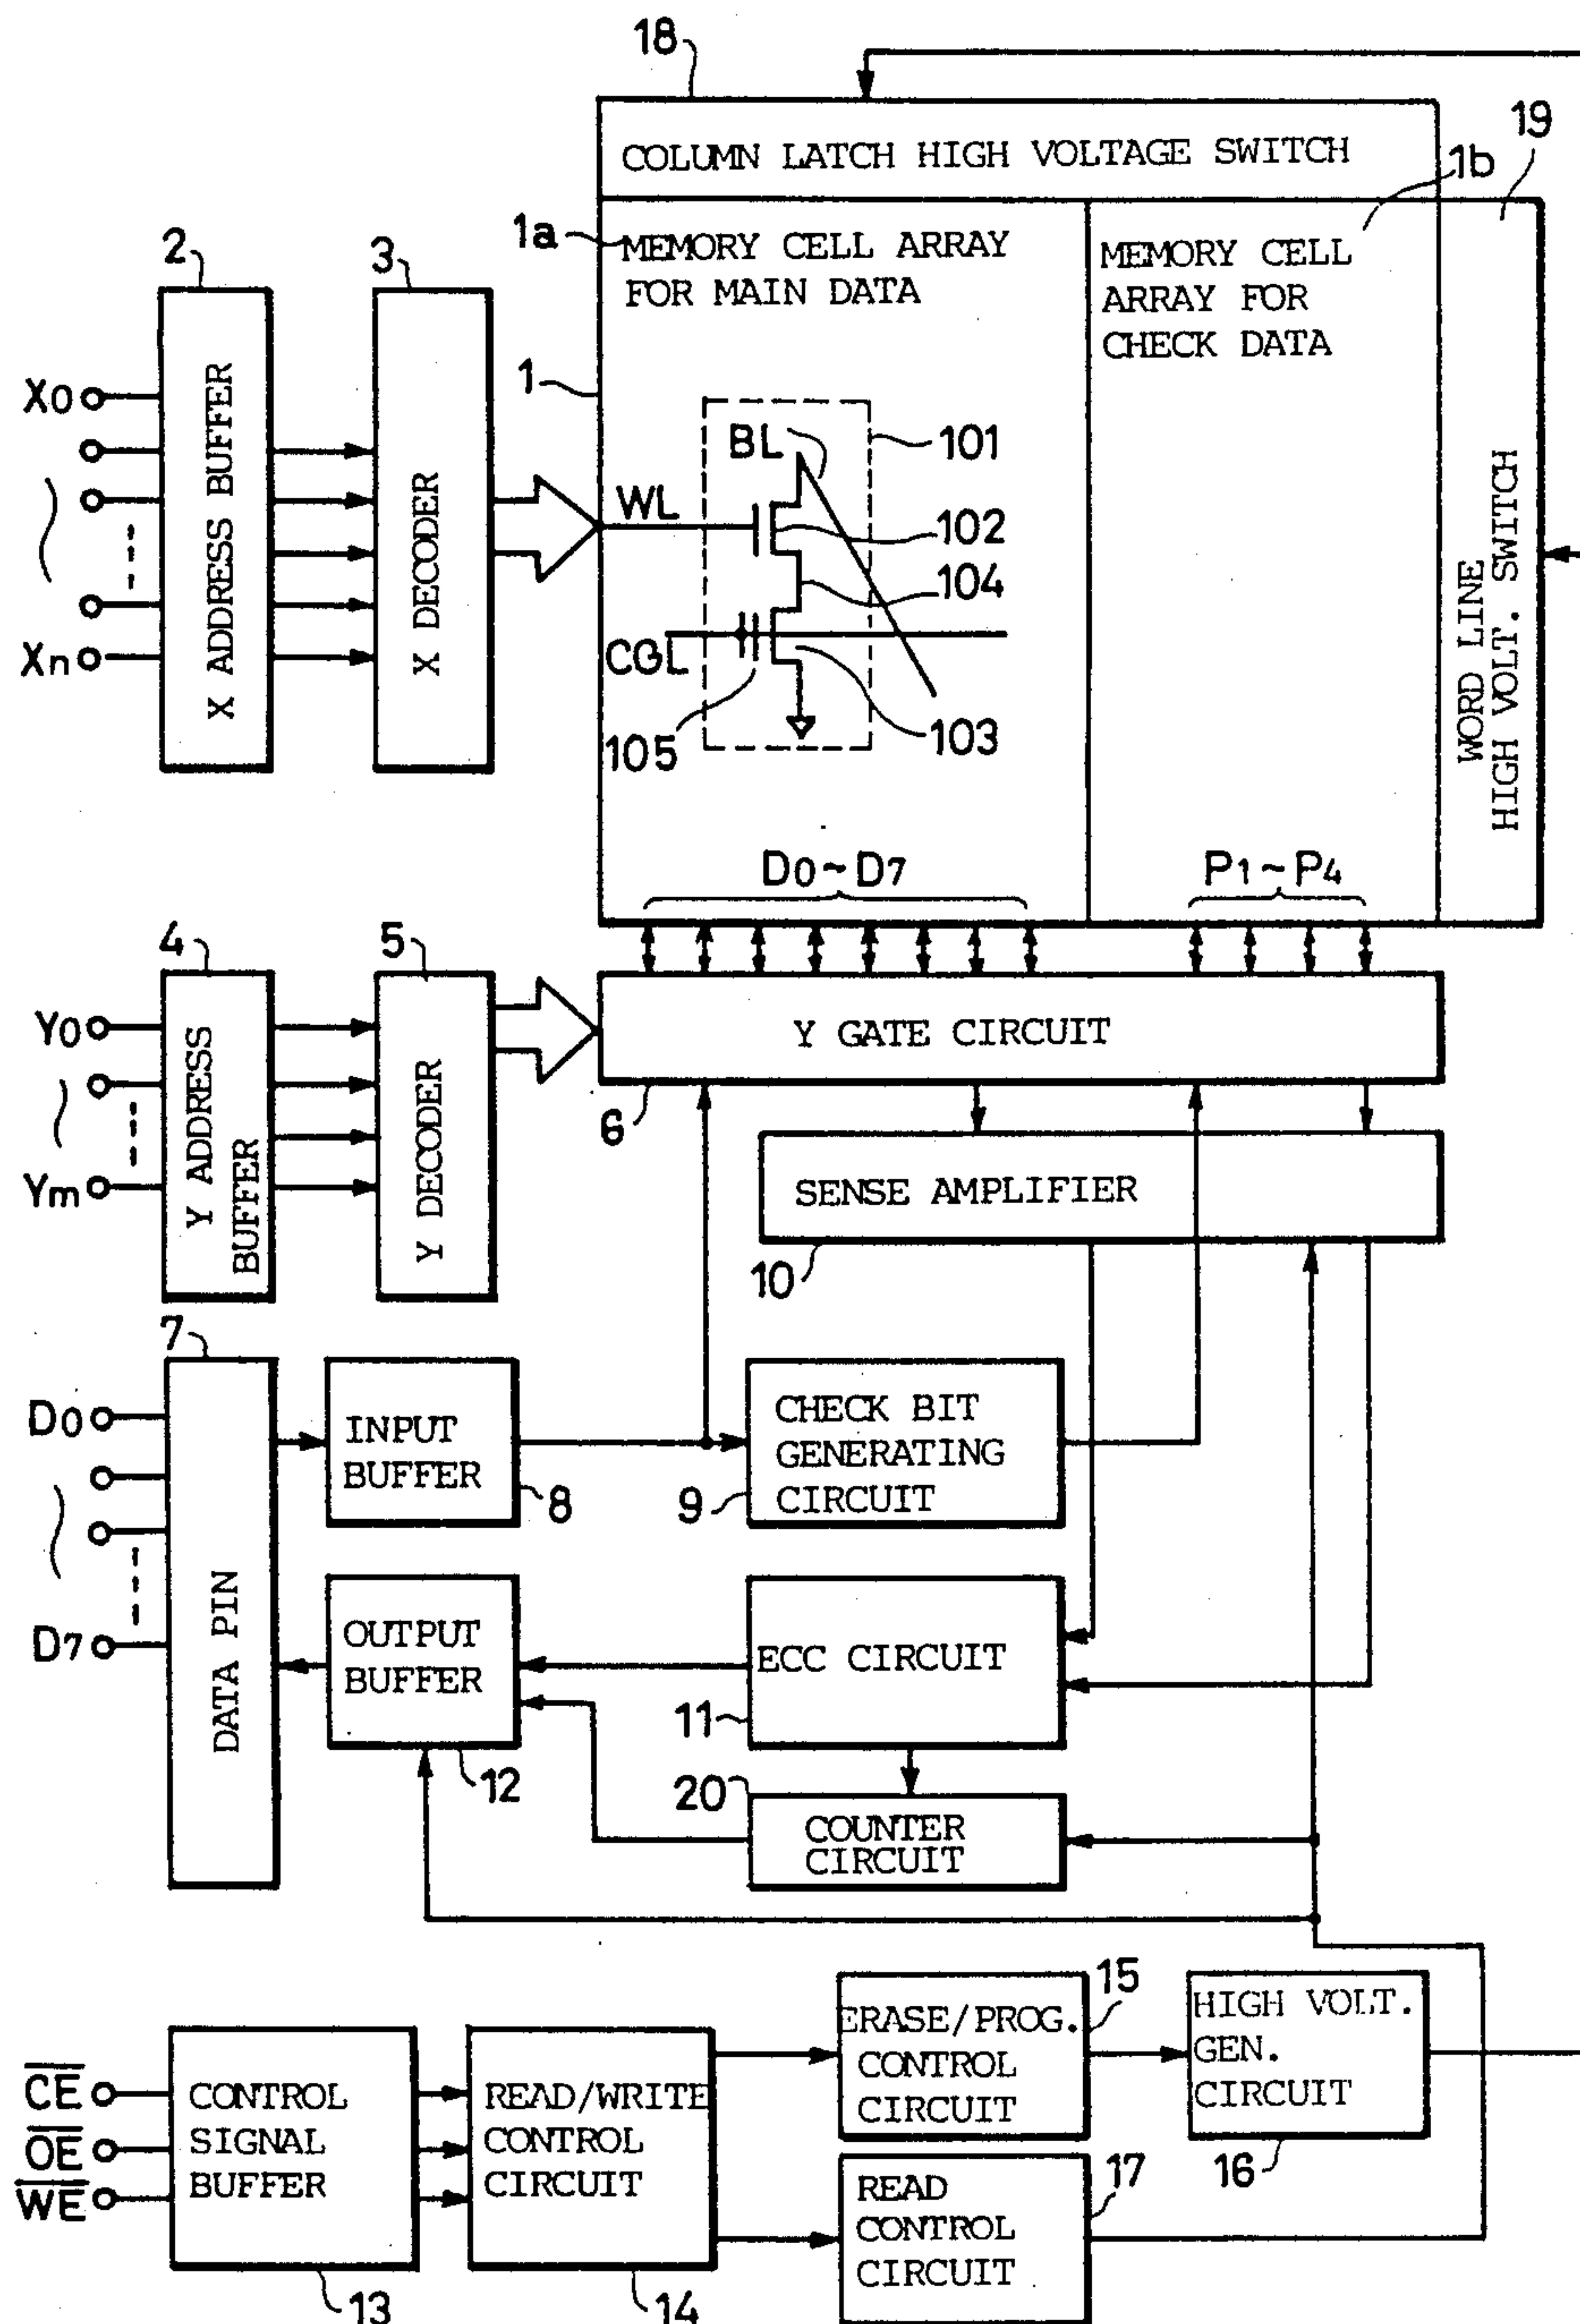 18
COLUMN LATCH HIGH VOLTAGE SWITCH
19
1b
1a
MEMORY CELL ARRAY
FOR MAIN DATA
MEMORY CELL
ARRAY FOR
CHECK DATA
2
3
1
X0
Xn
X ADDRESS BUFFER
X DECODER
WL
BL
101
102
104
CGL
105
103
WORD LINE
HIGH VOLT. SWITCH
D0~D7
P1~P4
4
5
Y0
Ym
Y ADDRESS
BUFFER
Y DECODER
Y GATE CIRCUIT
6
SENSE AMPLIFIER
10
7
D0
D7
DATA PIN
INPUT
BUFFER
8
CHECK BIT
GENERATING
CIRCUIT
9
OUTPUT
BUFFER
12
ECC CIRCUIT
11
20
COUNTER
CIRCUIT
CE
OE
WE
CONTROL
SIGNAL
BUFFER
13
READ/WRITE
CONTROL
CIRCUIT
14
ERASE/PROG.
CONTROL
CIRCUIT
15
HIGH VOLT.
GEN.
CIRCUIT
16
READ
CONTROL
CIRCUIT
17